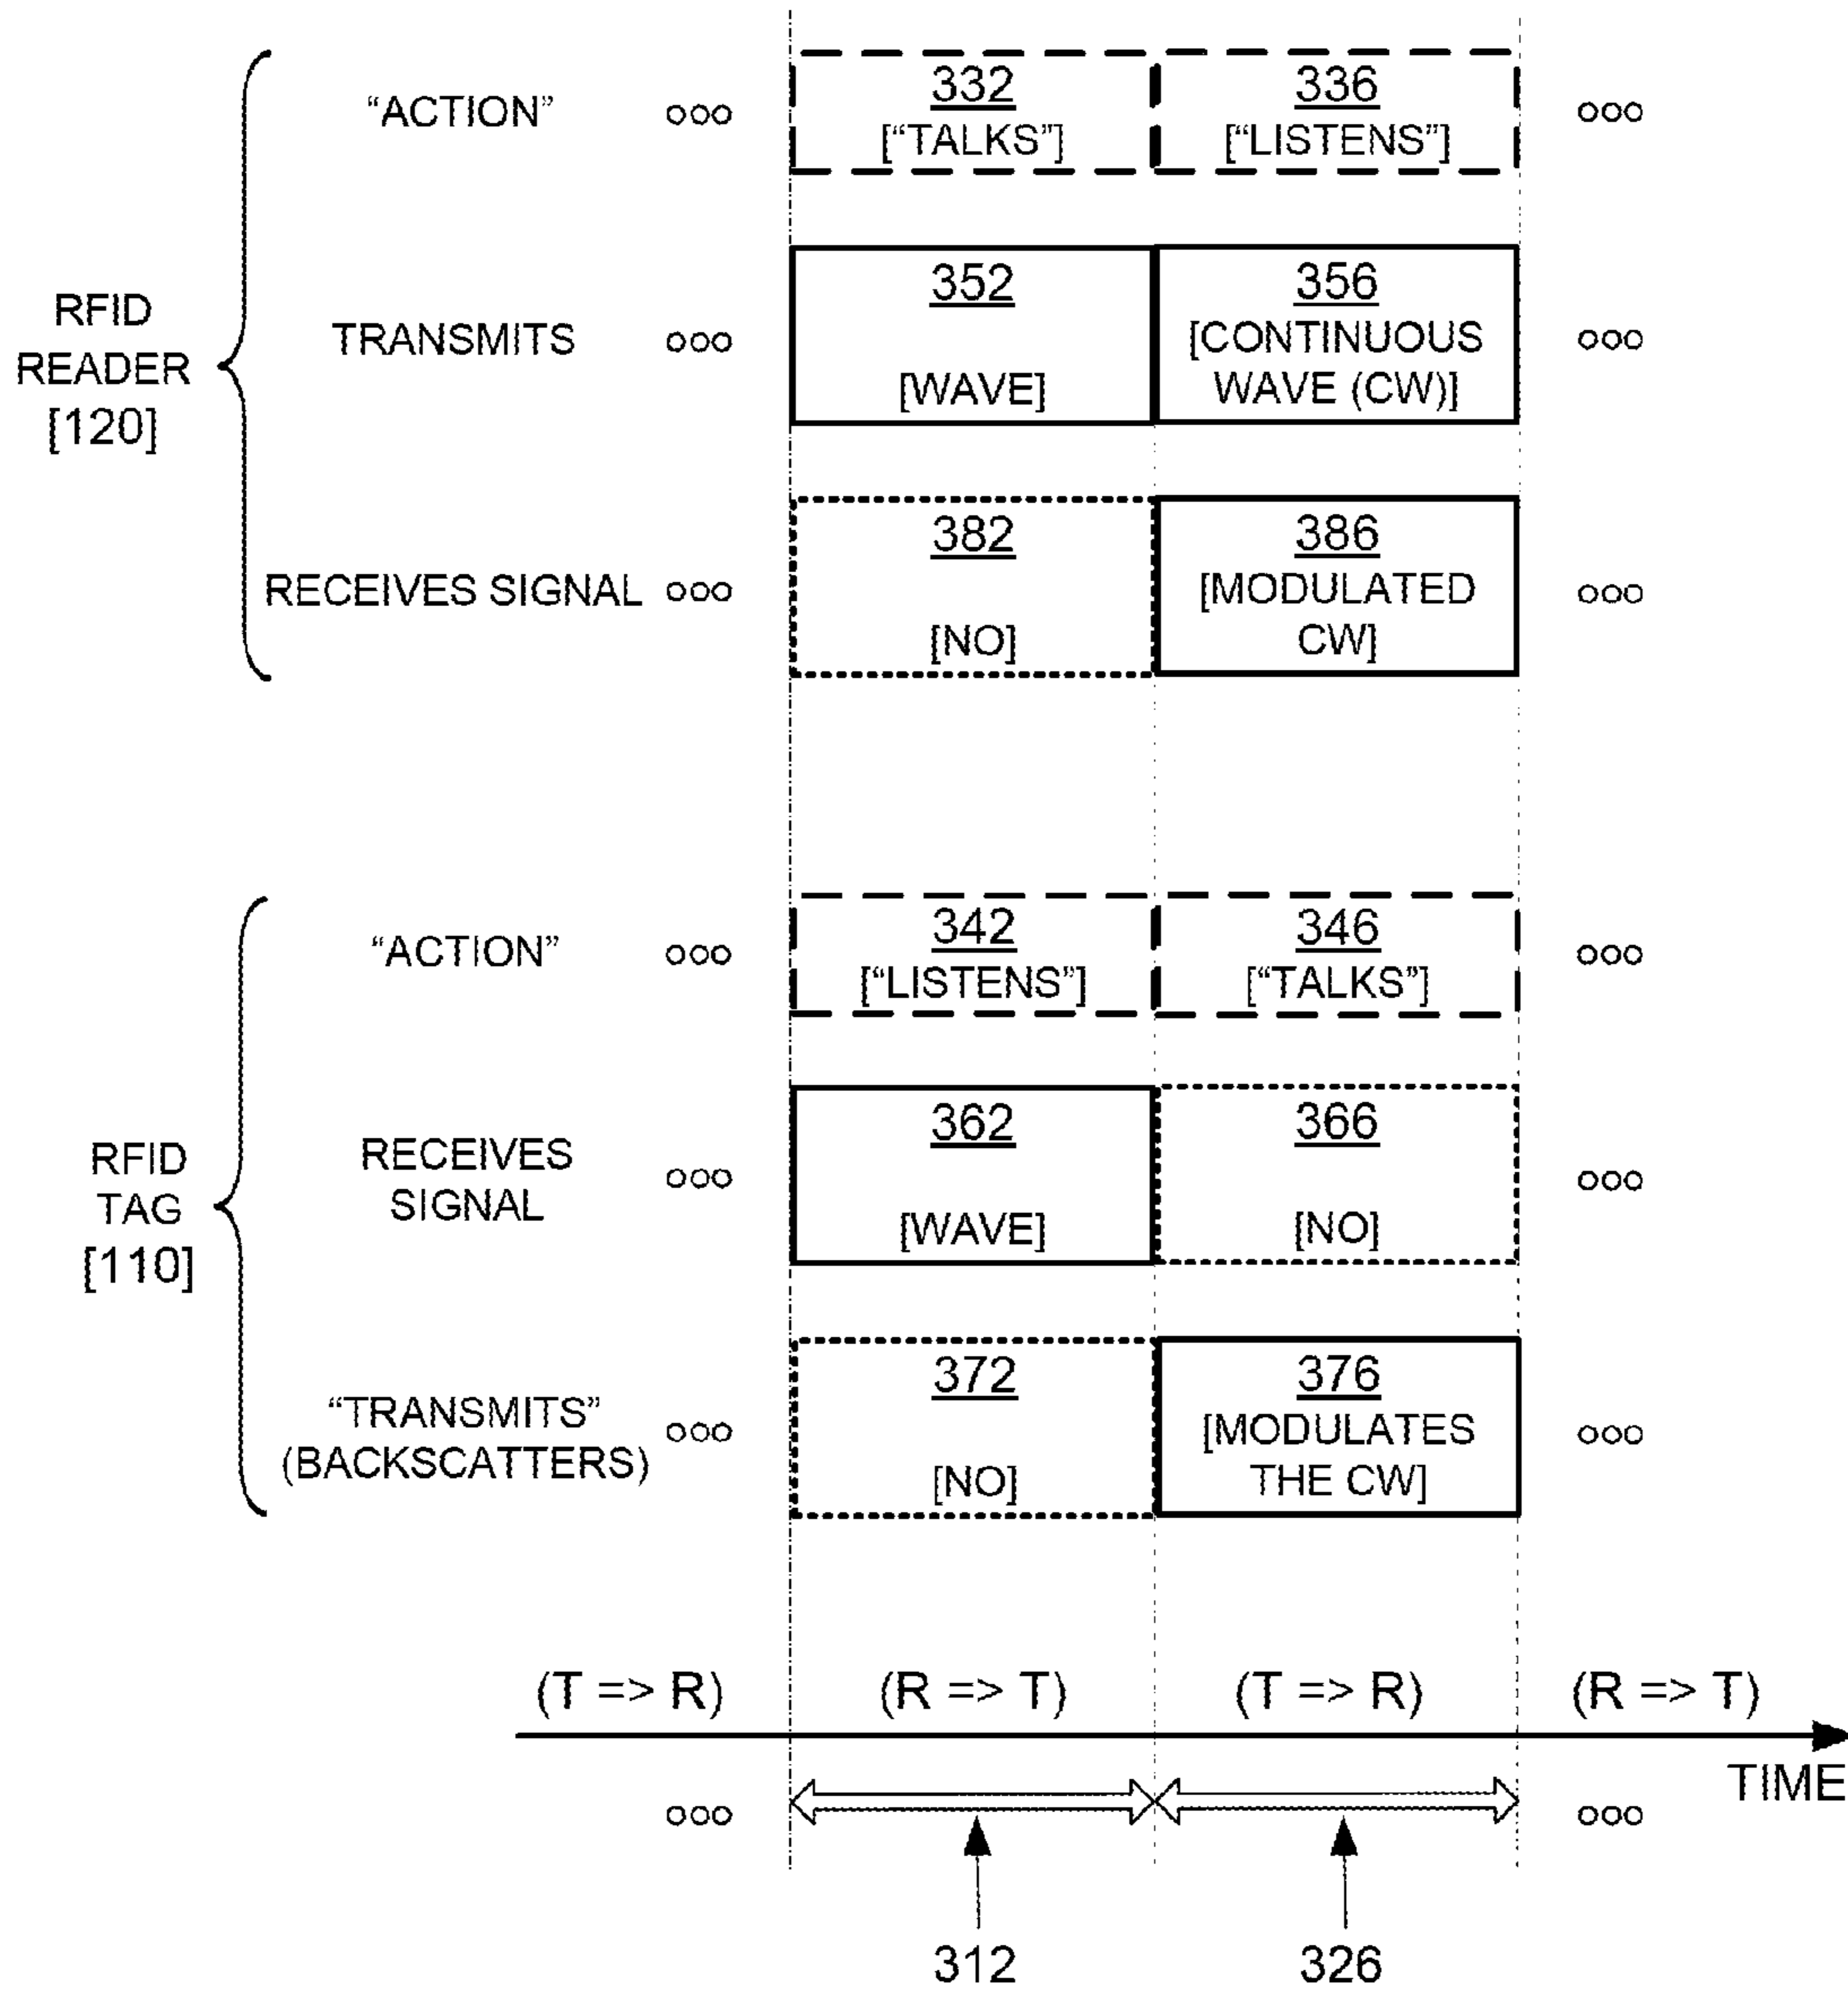 332
336
"ACTION" ooo ["TALKS"] ["LISTENS"] ooo
352
356
RFID
READER
[120]
TRANSMITS ooo [WAVE] [CONTINUOUS
WAVE (CW)] ooo
382
386
RECEIVES SIGNAL ooo [NO] [MODULATED
CW] ooo
342
346
"ACTION" ooo ["LISTENS"] ["TALKS"] ooo
362
366
RFID
TAG
[110]
RECEIVES
SIGNAL ooo [WAVE] [NO] ooo
372
376
"TRANSMITS"
(BACKSCATTERS) ooo [NO] [MODULATES
THE CW] ooo
(T => R) (R => T) (T => R) (R => T)
TIME
ooo ooo
312 326